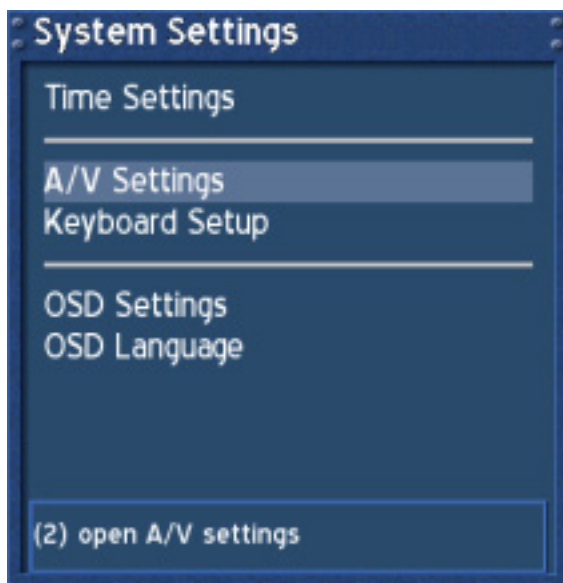 System Settings
Time Settings
A/V Settings
Keyboard Setup
OSD Settings
OSD Language
(2) open A/V settings